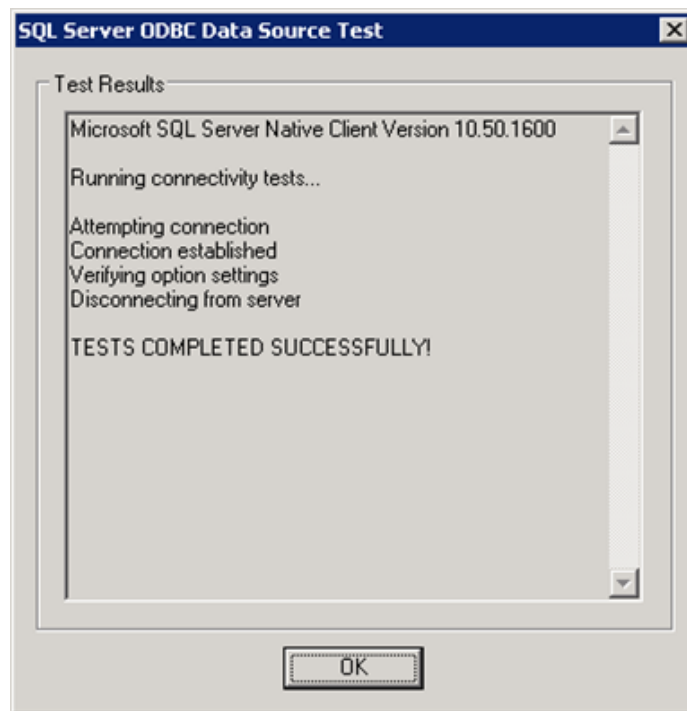 SQL Server ODBC Data Source Test
Test Results
Microsoft SQL Server Native Client Version 10.50.1600
Running connectivity tests...
Attempting connection
Connection established
Verifying option settings
Disconnecting from server
TESTS COMPLETED SUCCESSFULLY!
OK